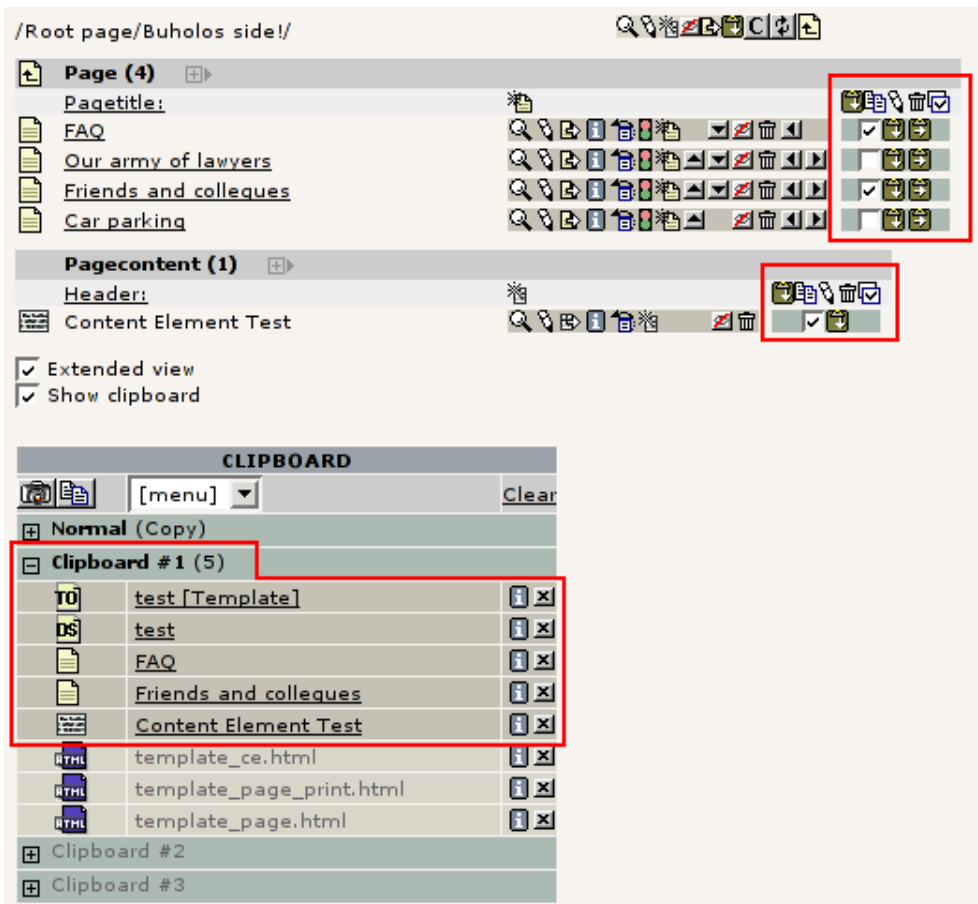 /Root page/Buholos side!/ C
Page (4)
Pagetitle:
FAQ
Our army of lawyers
Friends and colleques
Car parking
Pagecontent (1)
Header:
Content Element Test
Extended view
Show clipboard
CLIPBOARD
[menu] Clear
Normal (Copy)
Clipboard #1 (5)
TO test [Template]
DS test
FAQ
Friends and colleques
Content Element Test
HTML template_ce.html
HTML template_page_print.html
HTML template_page.html
Clipboard #2
Clipboard #3